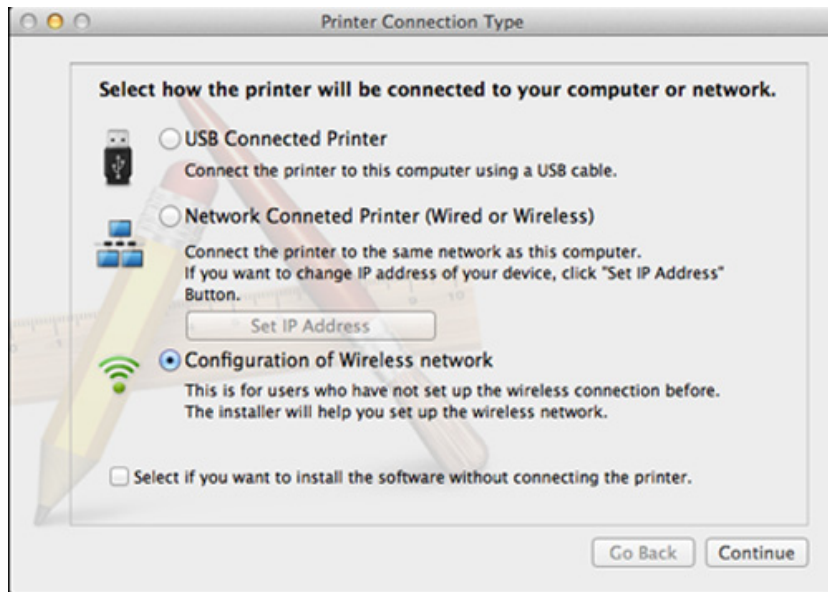 Printer Connection Type
Select how the printer will be connected to your computer or network.
USB Connected Printer
Connect the printer to this computer using a USB cable.
Network Conneted Printer (Wired or Wireless)
Connect the printer to the same network as this computer.
If you want to change IP address of your device, click "Set IP Address"
Button.
Set IP Address
Configuration of Wireless network
This is for users who have not set up the wireless connection before.
The installer will help you set up the wireless network.
Select if you want to install the software without connecting the printer.
Go Back Continue